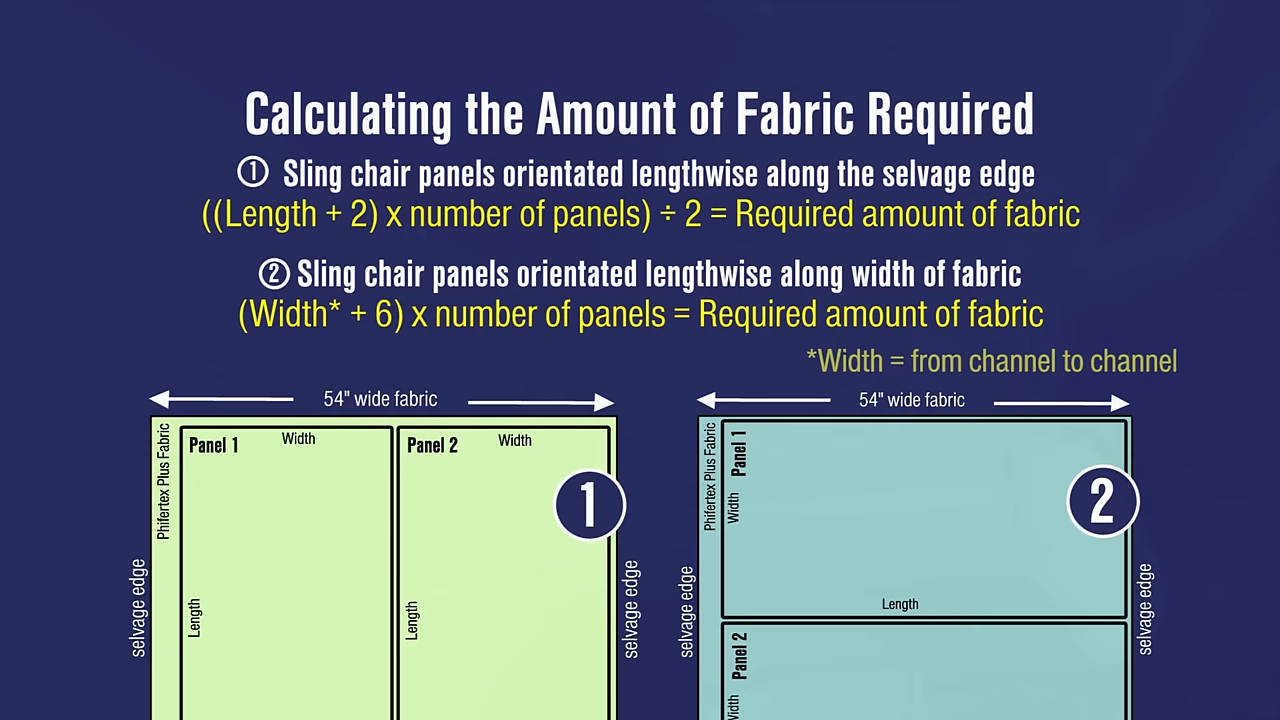 Calculating the Amount of Fabric Required
① Sling chair panels orientated lengthwise along the selvage edge
((Length + 2) x number of panels) ÷ 2 = Required amount of fabric
② Sling chair panels orientated lengthwise along width of fabric
(Width* + 6) x number of panels = Required amount of fabric
*Width = from channel to channel
54" wide fabric
Phifertex Plus Fabric
Panel 1
Width
Panel 2
Width
1
Length
Length
selvage edge
selvage edge
54" wide fabric
Phifertex Plus Fabric
Panel 1
Width
2
Length
Panel 2
Width
selvage edge
selvage edge